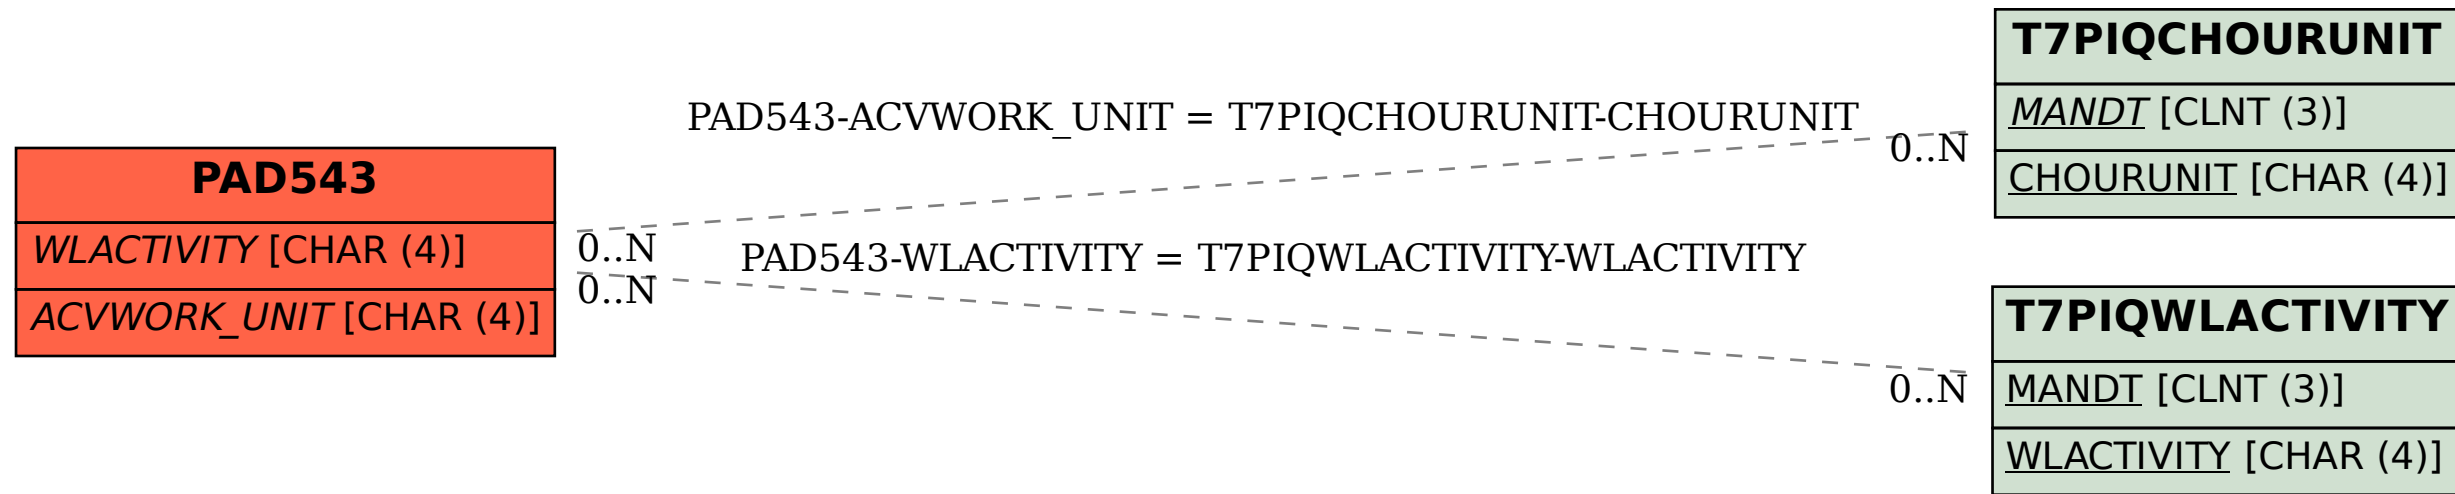 PAD543
WLACTIVITY [CHAR (4)]
ACVWORK_UNIT [CHAR (4)]
PAD543-ACVWORK_UNIT = T7PIQCHOURUNIT-CHOURUNIT
0..N
0..N
PAD543-WLACTIVITY = T7PIQWLACTIVITY-WLACTIVITY
0..N
0..N
T7PIQCHOURUNIT
MANDT [CLNT (3)]
CHOURUNIT [CHAR (4)]
T7PIQWLACTIVITY
MANDT [CLNT (3)]
WLACTIVITY [CHAR (4)]